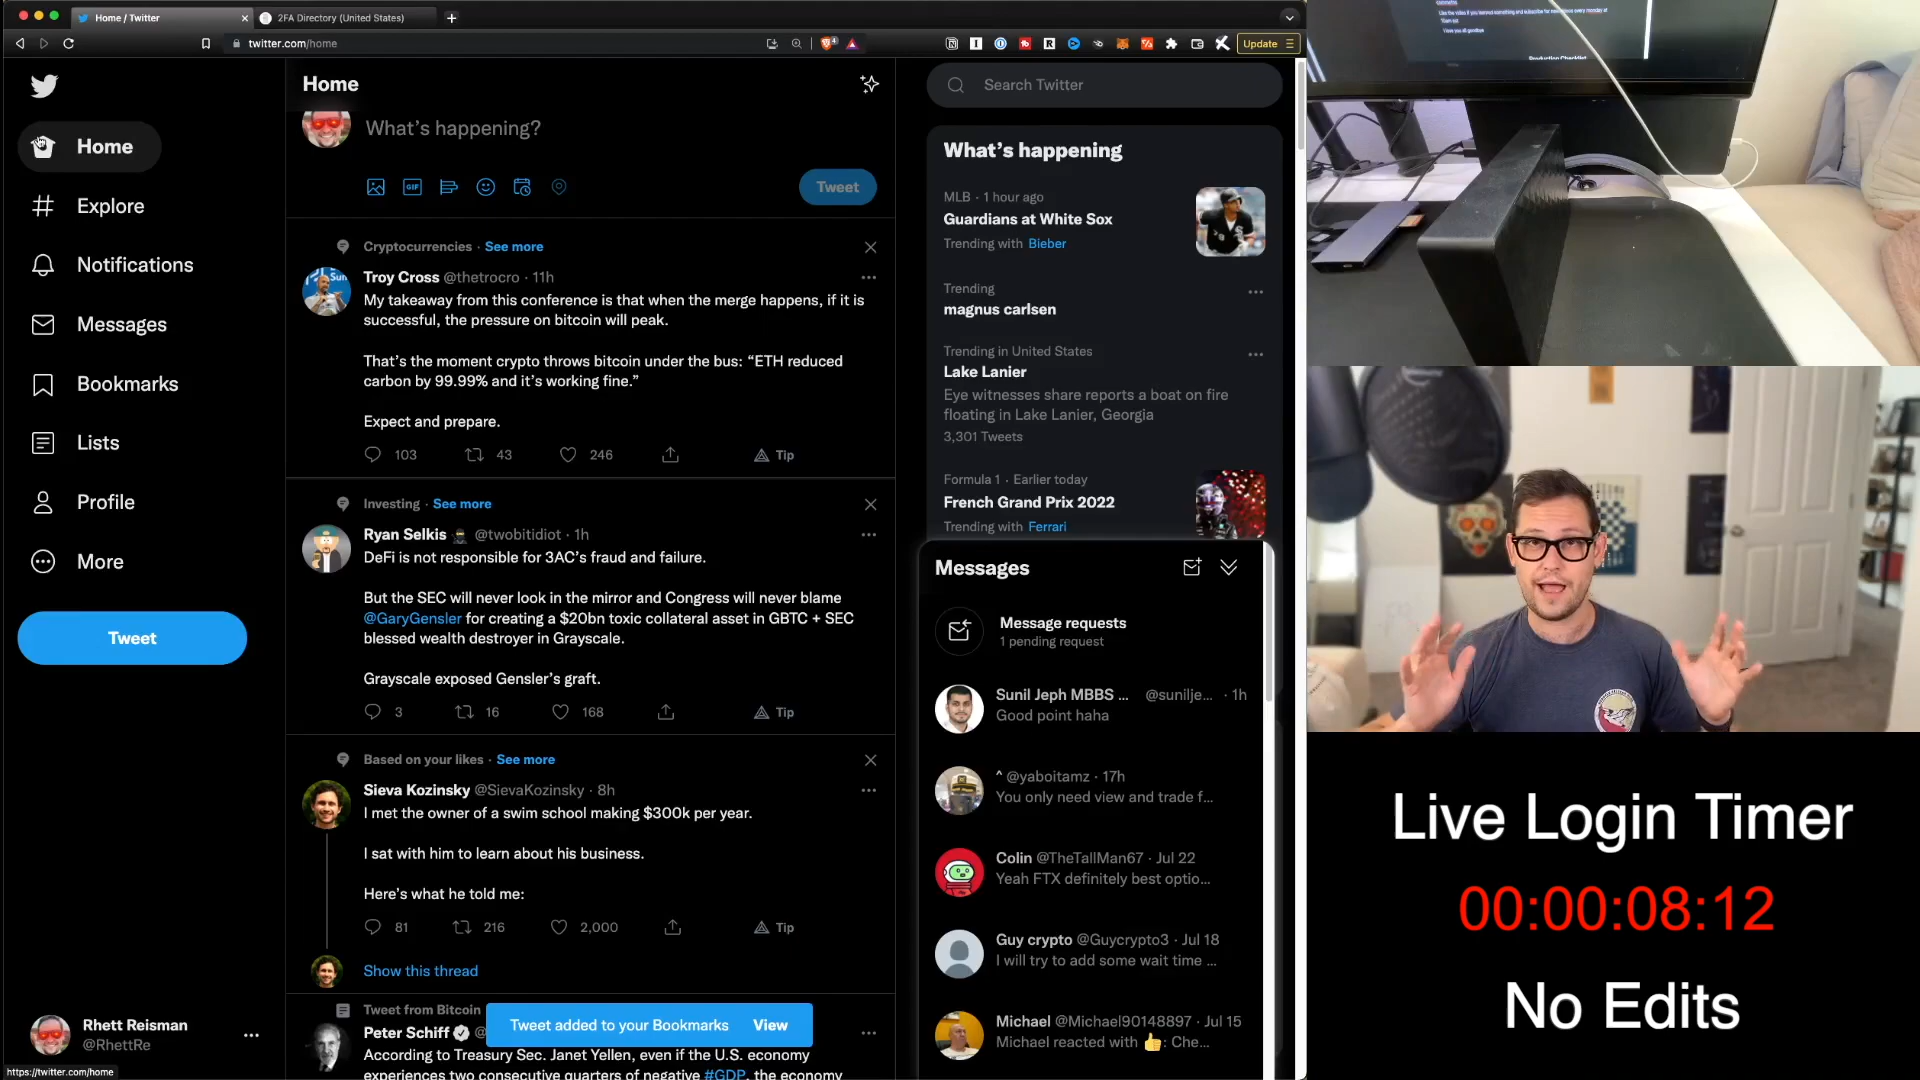 Home / Twitter
2FA Directory (United States)
twitter.com/home
Update
Home
Explore
Notifications
Messages
Bookmarks
Lists
Profile
More
Tweet
Rhett Reisman
@RhettRe
https://twitter.com/home
Home
What's happening?
GIF
Tweet
Cryptocurrencies · See more
Troy Cross @thetrocro · 11h
My takeaway from this conference is that when the merge happens, if it is
successful, the pressure on bitcoin will peak.
That's the moment crypto throws bitcoin under the bus: “ETH reduced
carbon by 99.99% and it's working fine.”
Expect and prepare.
103 43 246 Tip
Investing · See more
Ryan Selkis @twobitidiot · 1h
DeFi is not responsible for 3AC's fraud and failure.
But the SEC will never look in the mirror and Congress will never blame
@GaryGensler for creating a $20bn toxic collateral asset in GBTC + SEC
blessed wealth destroyer in Grayscale.
Grayscale exposed Gensler's graft.
3 16 168 Tip
Based on your likes · See more
Sieva Kozinsky @SievaKozinsky · 8h
I met the owner of a swim school making $300k per year.
I sat with him to learn about his business.
Here's what he told me:
81 216 2,000 Tip
Show this thread
Tweet from Bitcoin
Peter Schiff @
According to Treasury Sec. Janet Yellen, even if the U.S. economy
experiences two consecutive quarters of negative #GDP, the economy
Tweet added to your Bookmarks View
Search Twitter
What's happening
MLB · 1 hour ago
Guardians at White Sox
Trending with Bieber
Trending
magnus carlsen
Trending in United States
Lake Lanier
Eye witnesses share reports a boat on fire
floating in Lake Lanier, Georgia
3,301 Tweets
Formula 1 · Earlier today
French Grand Prix 2022
Trending with Ferrari
Messages
Message requests
1 pending request
Sunil Jeph MBBS ... @sunilje... · 1h
Good point haha
^ @yaboitamz · 17h
You only need view and trade f...
Colin @TheTallMan67 · Jul 22
Yeah FTX definitely best optio...
Guy crypto @Guycrypto3 · Jul 18
I will try to add some wait time ...
Michael @Michael90148897 · Jul 15
Michael reacted with 👍: Che...
Production Checklist
Live Login Timer
00:00:08:12
No Edits